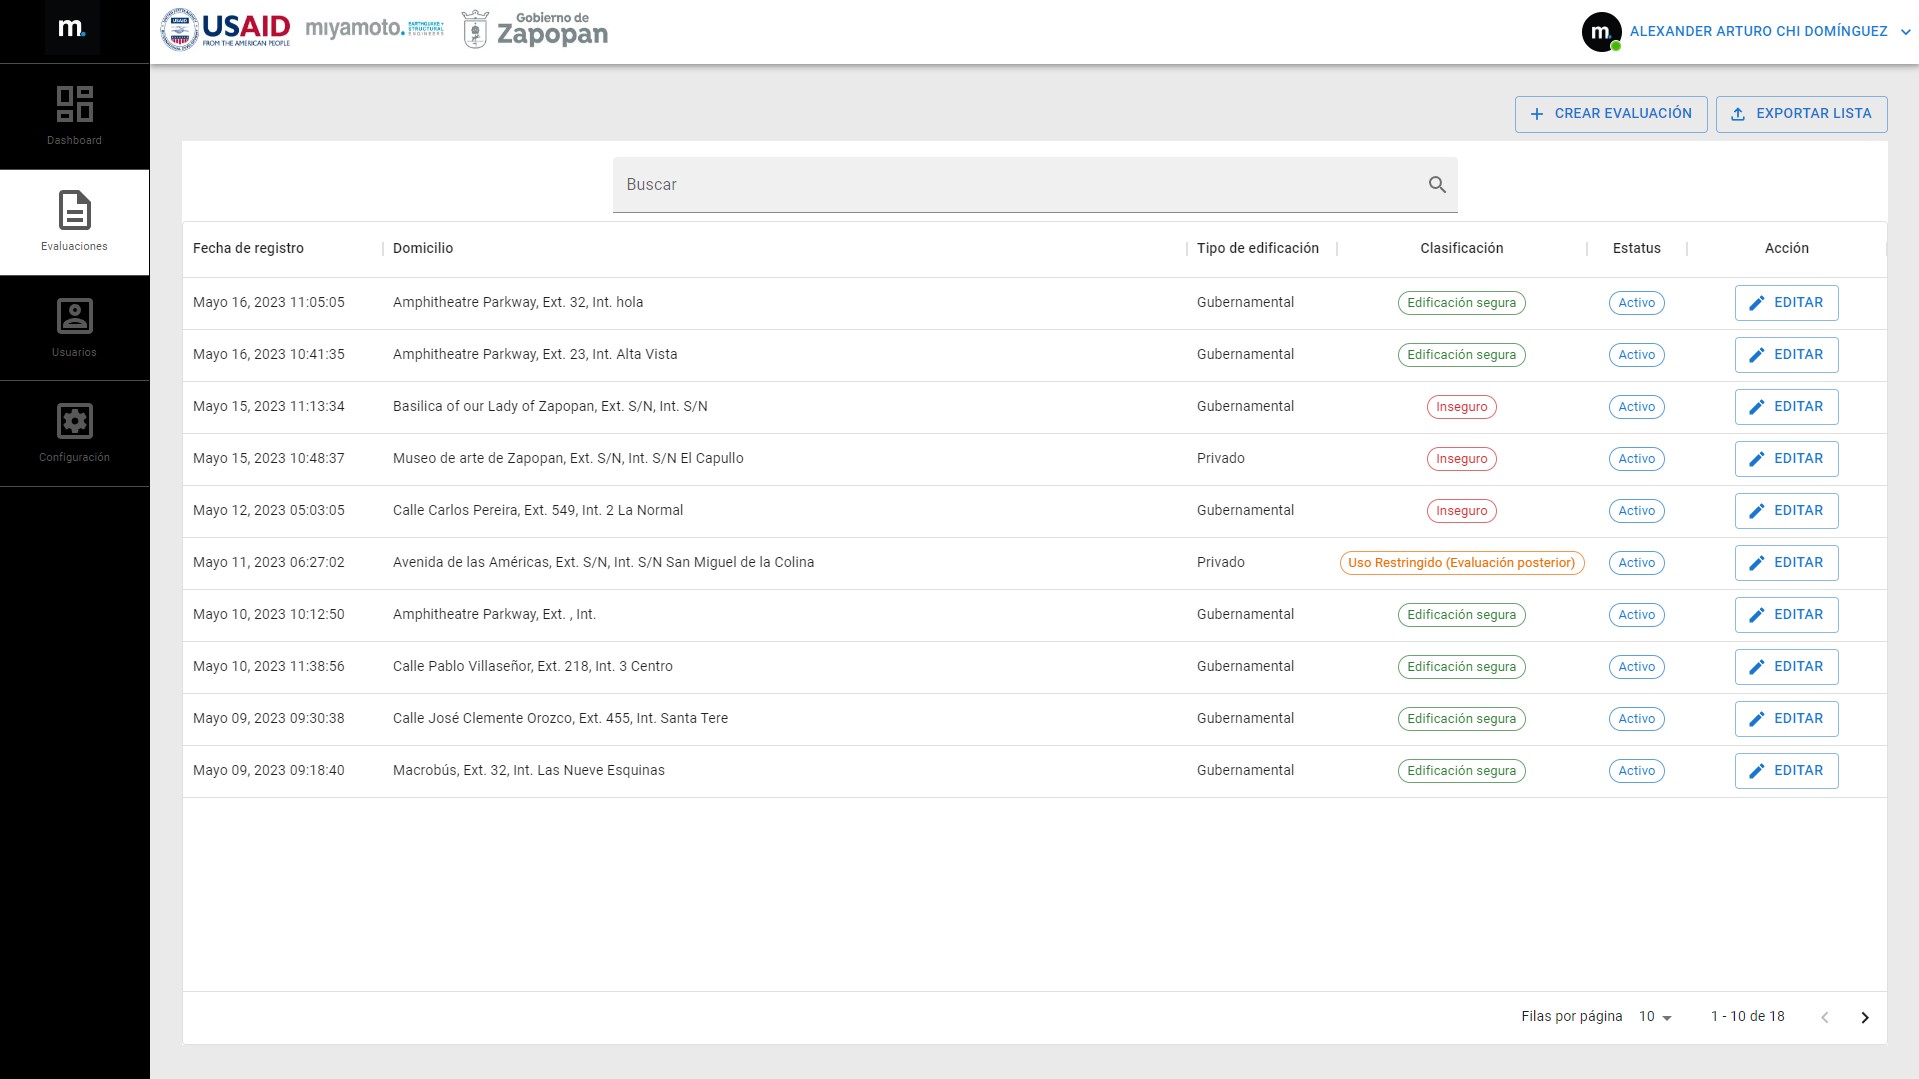 m.
USAID
FROM THE AMERICAN PEOPLE
miyamoto. EARTHQUAKE STRUCTURAL ENGINEERS
Gobierno de
Zapopan
m. ALEXANDER ARTURO CHI DOMÍNGUEZ
Dashboard
Evaluaciones
Usuarios
Configuración
CREAR EVALUACIÓN EXPORTAR LISTA
Buscar
Fecha de registro Domicilio Tipo de edificación Clasificación Estatus Acción
Mayo 16, 2023 11:05:05 Amphitheatre Parkway, Ext. 32, Int. hola Gubernamental Edificación segura Activo EDITAR
Mayo 16, 2023 10:41:35 Amphitheatre Parkway, Ext. 23, Int. Alta Vista Gubernamental Edificación segura Activo EDITAR
Mayo 15, 2023 11:13:34 Basilica of our Lady of Zapopan, Ext. S/N, Int. S/N Gubernamental Inseguro Activo EDITAR
Mayo 15, 2023 10:48:37 Museo de arte de Zapopan, Ext. S/N, Int. S/N El Capullo Privado Inseguro Activo EDITAR
Mayo 12, 2023 05:03:05 Calle Carlos Pereira, Ext. 549, Int. 2 La Normal Gubernamental Inseguro Activo EDITAR
Mayo 11, 2023 06:27:02 Avenida de las Américas, Ext. S/N, Int. S/N San Miguel de la Colina Privado Uso Restringido (Evaluación posterior) Activo EDITAR
Mayo 10, 2023 10:12:50 Amphitheatre Parkway, Ext. , Int. Gubernamental Edificación segura Activo EDITAR
Mayo 10, 2023 11:38:56 Calle Pablo Villaseñor, Ext. 218, Int. 3 Centro Gubernamental Edificación segura Activo EDITAR
Mayo 09, 2023 09:30:38 Calle José Clemente Orozco, Ext. 455, Int. Santa Tere Gubernamental Edificación segura Activo EDITAR
Mayo 09, 2023 09:18:40 Macrobús, Ext. 32, Int. Las Nueve Esquinas Gubernamental Edificación segura Activo EDITAR
Filas por página 10 1 - 10 de 18